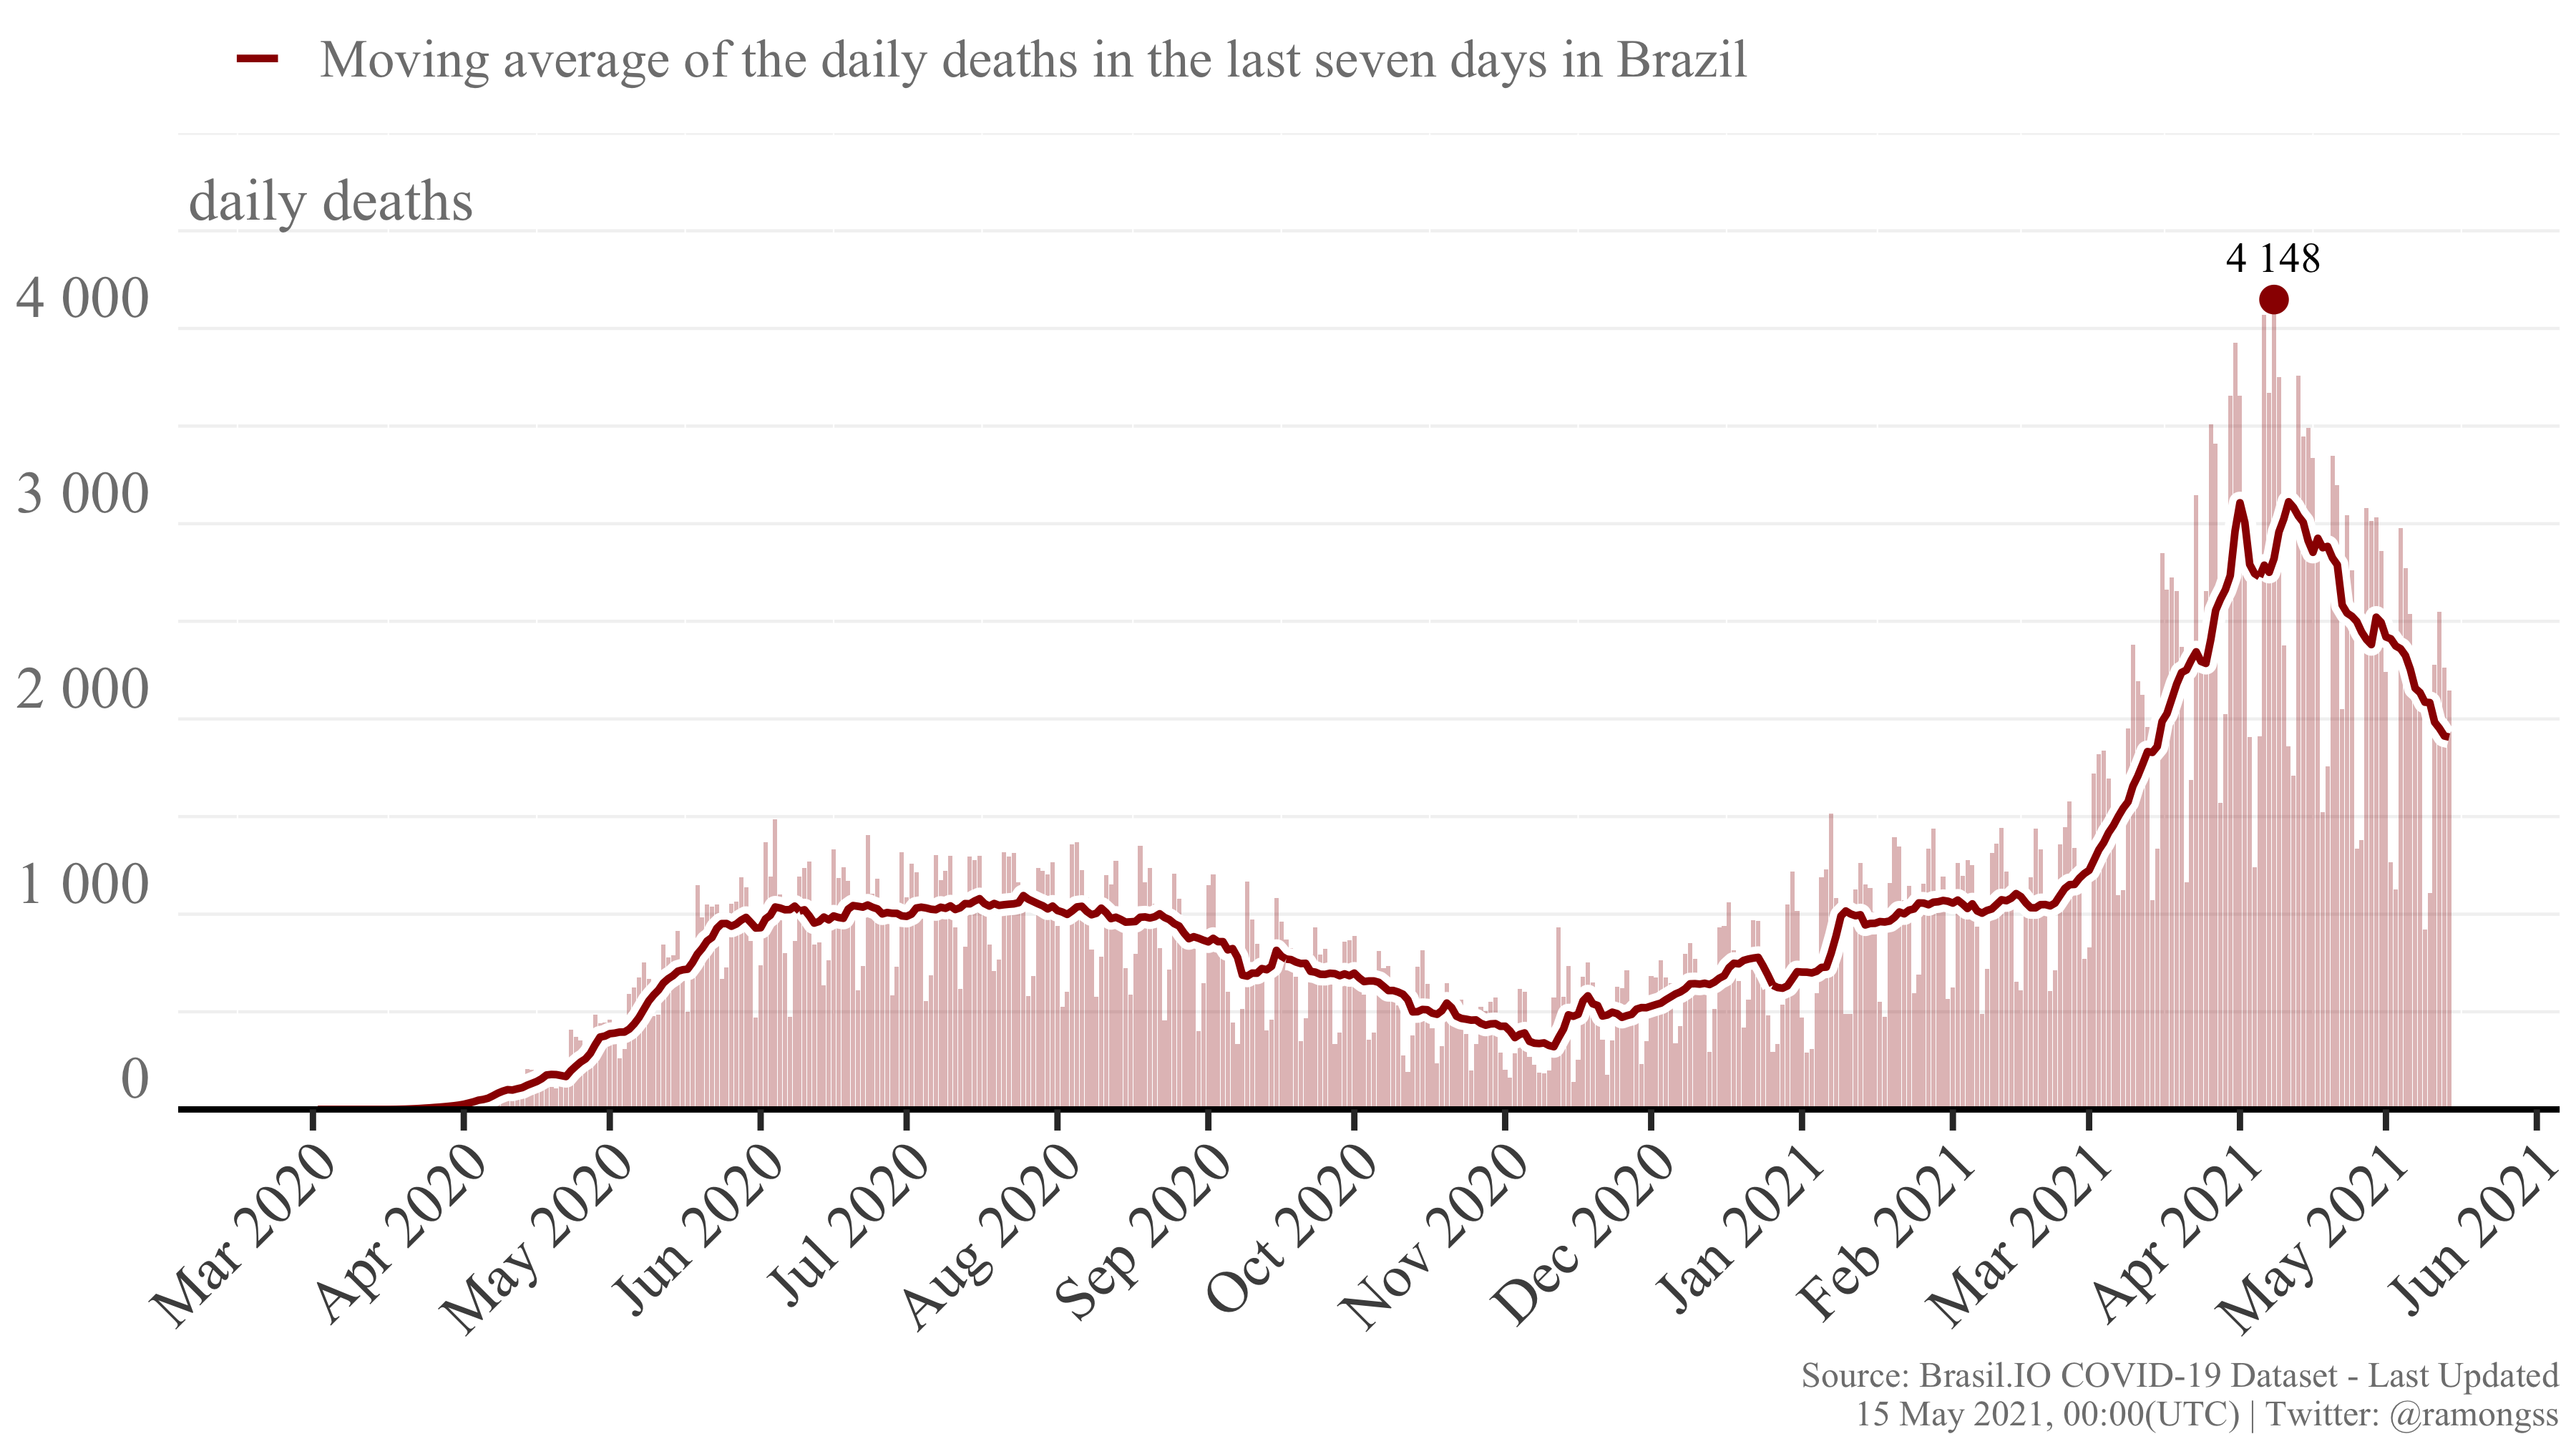 Moving average of the daily deaths in the last seven days in Brazil
daily deaths
4 148
4 000
3 000
2 000
1 000
0
Mar 2020
Apr 2020
May 2020
Jun 2020
Jul 2020
Aug 2020
Sep 2020
Oct 2020
Nov 2020
Dec 2020
Jan 2021
Feb 2021
Mar 2021
Apr 2021
May 2021
Jun 2021
Source: Brasil.IO COVID-19 Dataset - Last Updated
15 May 2021, 00:00(UTC) | Twitter: @ramongss